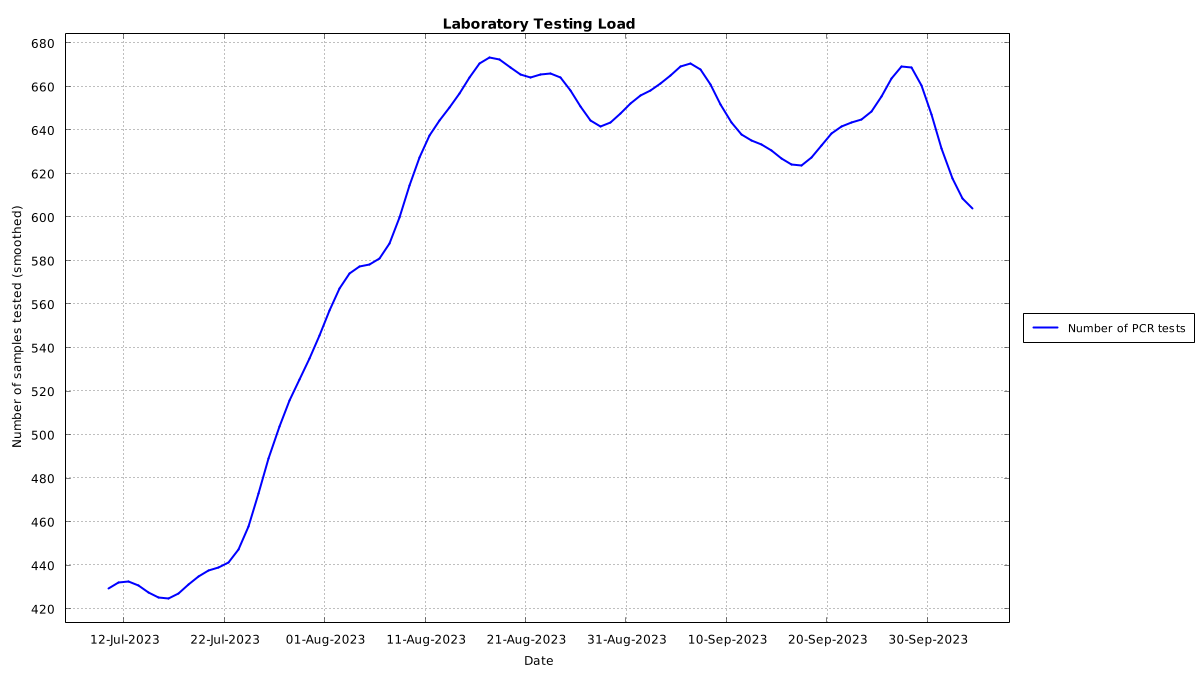 Laboratory Testing Load
Number of samples tested (smoothed)
680
660
640
620
600
580
560
540
520
500
480
460
440
420
12-Jul-2023
22-Jul-2023
01-Aug-2023
11-Aug-2023
21-Aug-2023
31-Aug-2023
10-Sep-2023
20-Sep-2023
30-Sep-2023
Date
Number of PCR tests